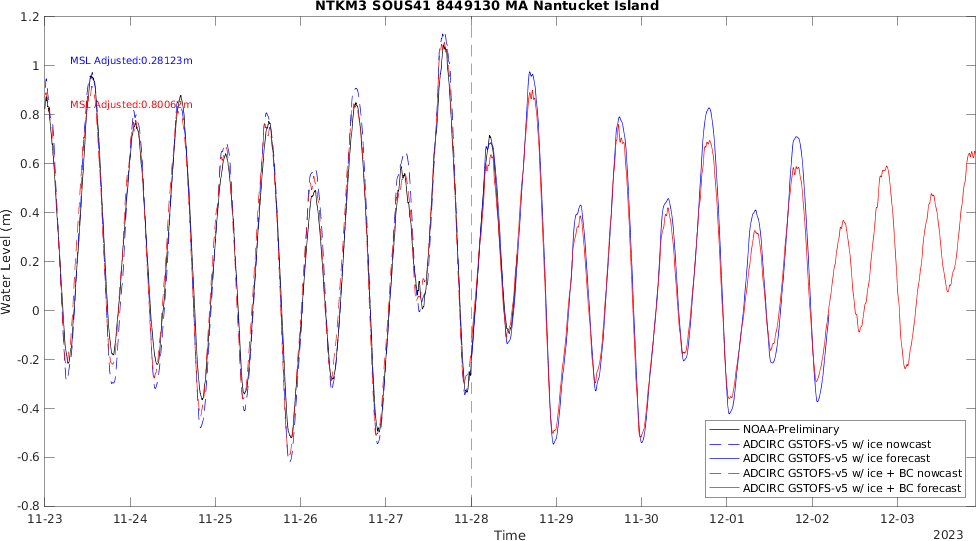 NTKM3 SOUS41 8449130 MA Nantucket Island
1.2
1
0.8
0.6
0.4
0.2
0
-0.2
-0.4
-0.6
-0.8
Water Level (m)
MSL Adjusted:0.28123m
MSL Adjusted:0.80061m
NOAA-Preliminary
ADCIRC GSTOFS-v5 w/ ice nowcast
ADCIRC GSTOFS-v5 w/ ice forecast
ADCIRC GSTOFS-v5 w/ ice + BC nowcast
ADCIRC GSTOFS-v5 w/ ice + BC forecast
11-23 11-24 11-25 11-26 11-27 11-28 11-29 11-30 12-01 12-02 12-03
Time
2023